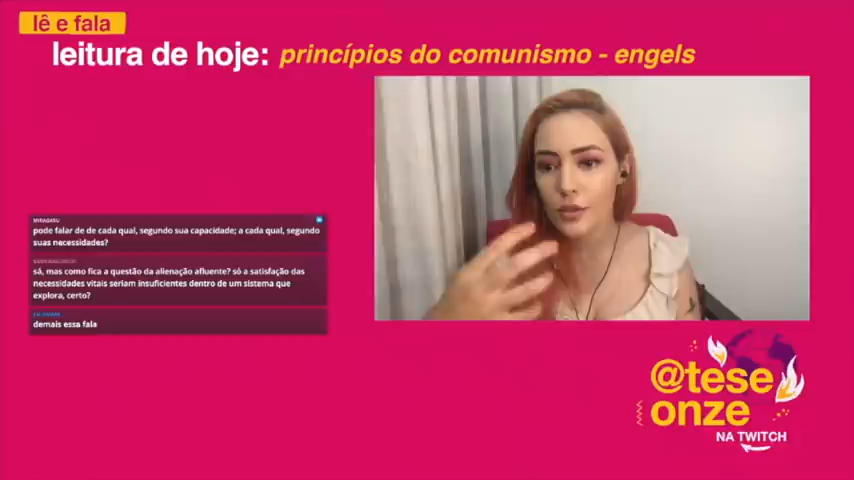 lê e fala
leitura de hoje: princípios do comunismo - engels
pode falar de de cada qual, segundo sua capacidade; a cada qual, segundo
suas necessidades?
sá, mas como fica a questão da alienação afluente? só a satisfação das
necessidades vitais seriam insuficientes dentro de um sistema que
explora, certo?
demais essa fala
@tese
onze
NA TWITCH